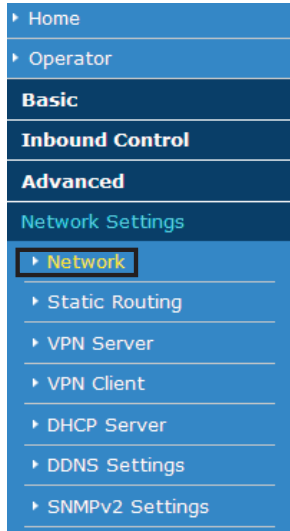 Home
Operator
Basic
Inbound Control
Advanced
Network Settings
Network
Static Routing
VPN Server
VPN Client
DHCP Server
DDNS Settings
SNMPv2 Settings